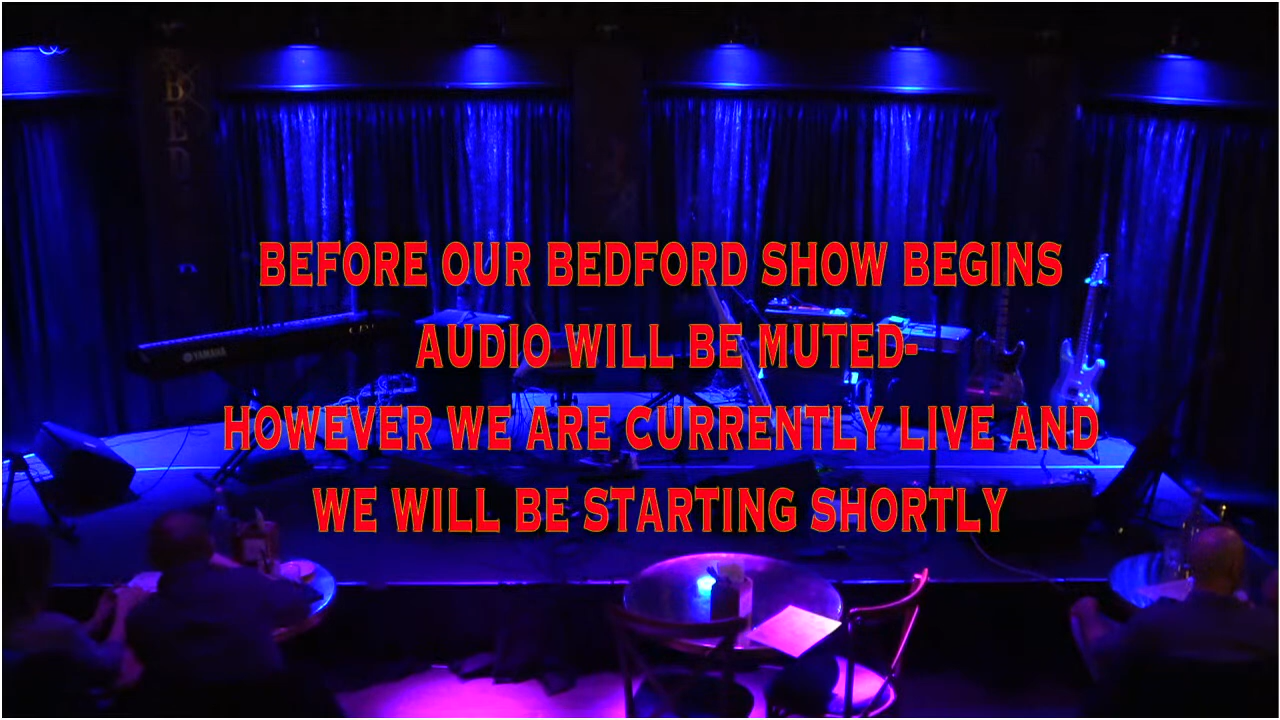 BED
BEFORE OUR BEDFORD SHOW BEGINS
AUDIO WILL BE MUTED-
HOWEVER WE ARE CURRENTLY LIVE AND
WE WILL BE STARTING SHORTLY
YAMAHA